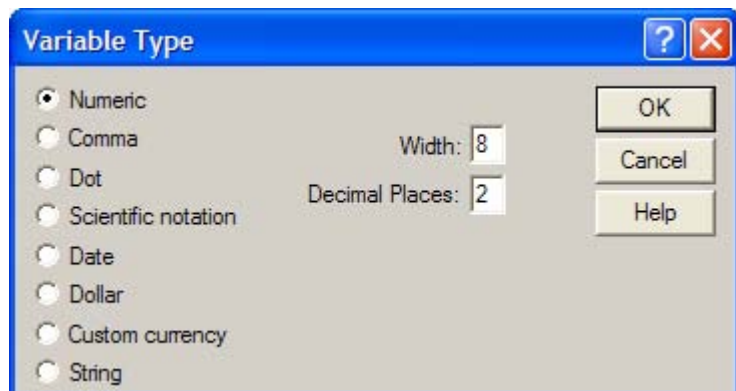 Variable Type
Numeric
Comma
Dot
Scientific notation
Date
Dollar
Custom currency
String
Width: 8
Decimal Places: 2
OK
Cancel
Help